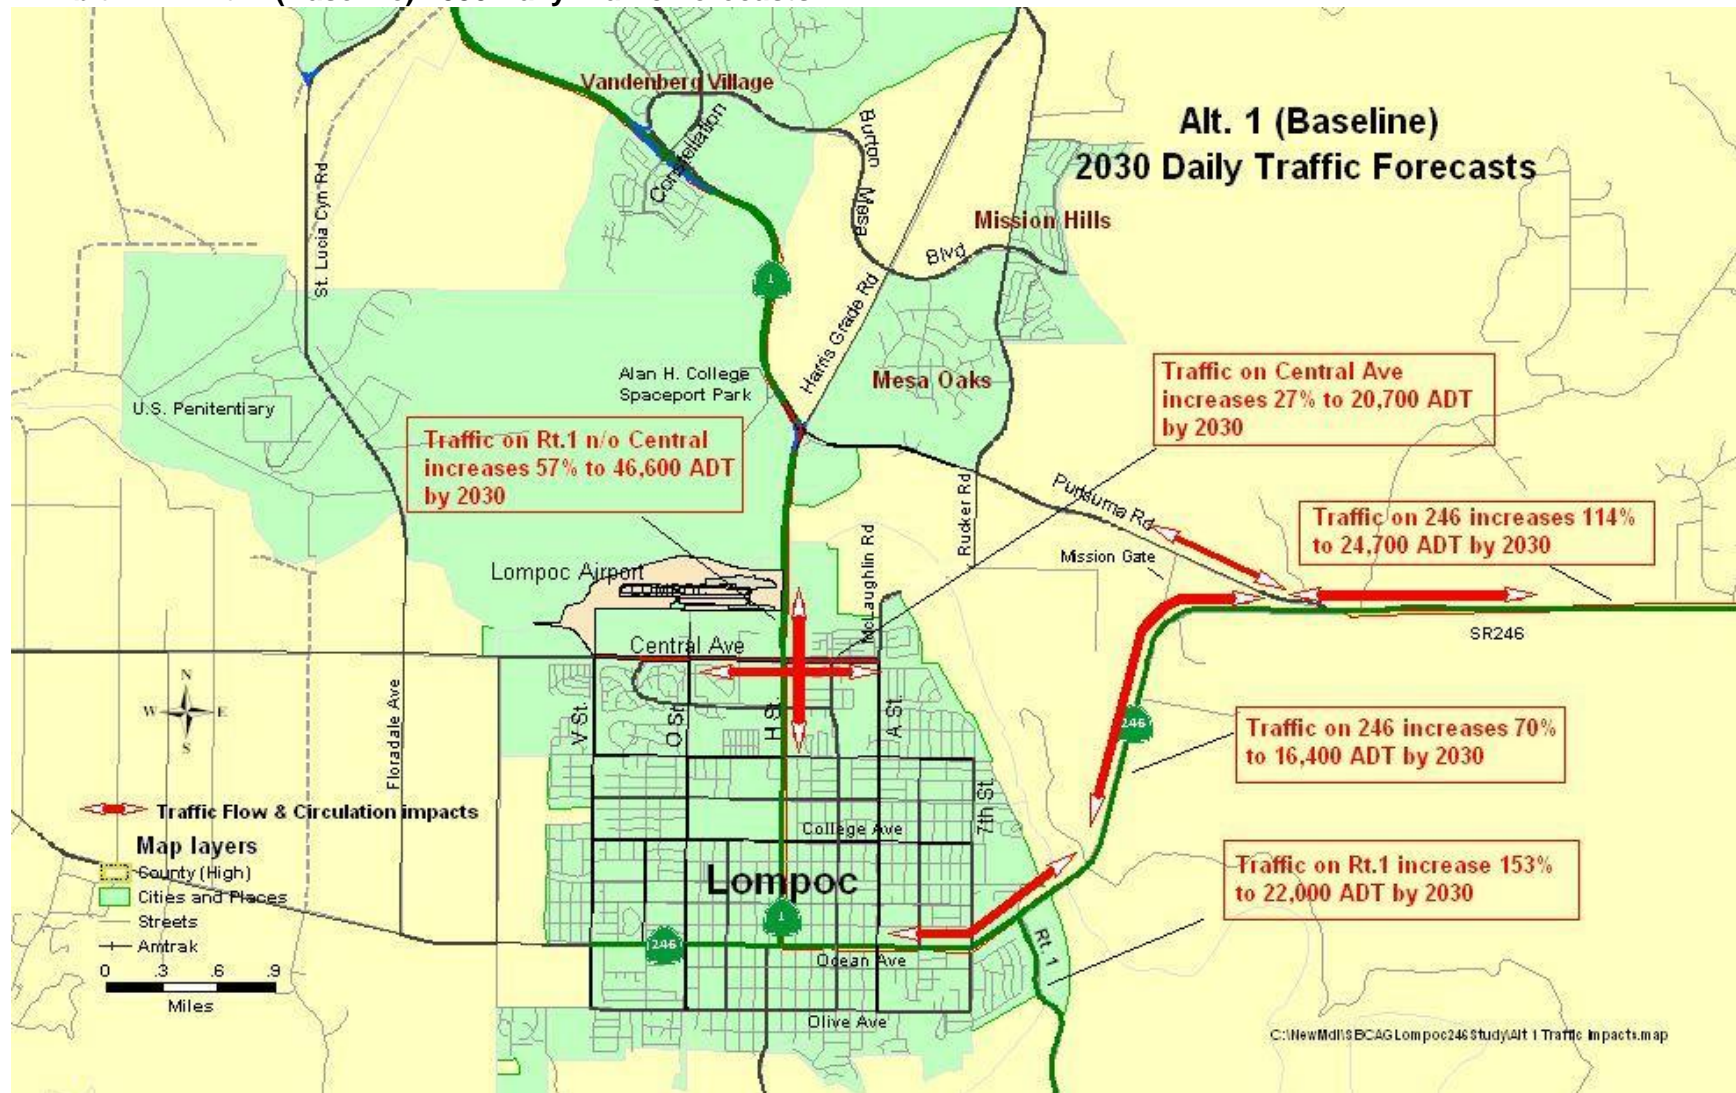 Vandenberg Village
Alt. 1 (Baseline)
2030 Daily Traffic Forecasts
Constellation
Burton Mesa
Blvd
Mission Hills
St. Lucia Cyn Rd
1
Harris Grade Rd
Alan H. College
Spaceport Park
Mesa Oaks
U.S. Penitentiary
Traffic on Central Ave
increases 27% to 20,700 ADT
by 2030
Traffic on Rt.1 n/o Central
increases 57% to 46,600 ADT
by 2030
Purisuma Rd
Rucker Rd
Mission Gate
Traffic on 246 increases 114%
to 24,700 ADT by 2030
Lompoc Airport
McLaughlin Rd
SR246
Central Ave
N
W E
S
Floradale Ave
V St.
O St.
H St.
A St.
246
Traffic on 246 increases 70%
to 16,400 ADT by 2030
Traffic Flow & Circulation impacts
7th St.
College Ave
Map layers
County (High)
Cities and Places
Streets
Amtrak
Lompoc
Traffic on Rt.1 increase 153%
to 22,000 ADT by 2030
1
246
Ocean Ave
Rt. 1
0 .3 .6 .9
Miles
Olive Ave
C:\NewMdl\SBCAGLompoc246Study\Alt 1 Traffic Impacts.map